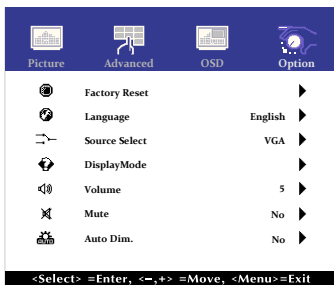 Picture Advanced OSD Option
Factory Reset
Language English
Source Select VGA
DisplayMode
Volume 5
Mute No
AUTO Auto Dim. No
<Select> =Enter, <−,+> =Move, <Menu>=Exit